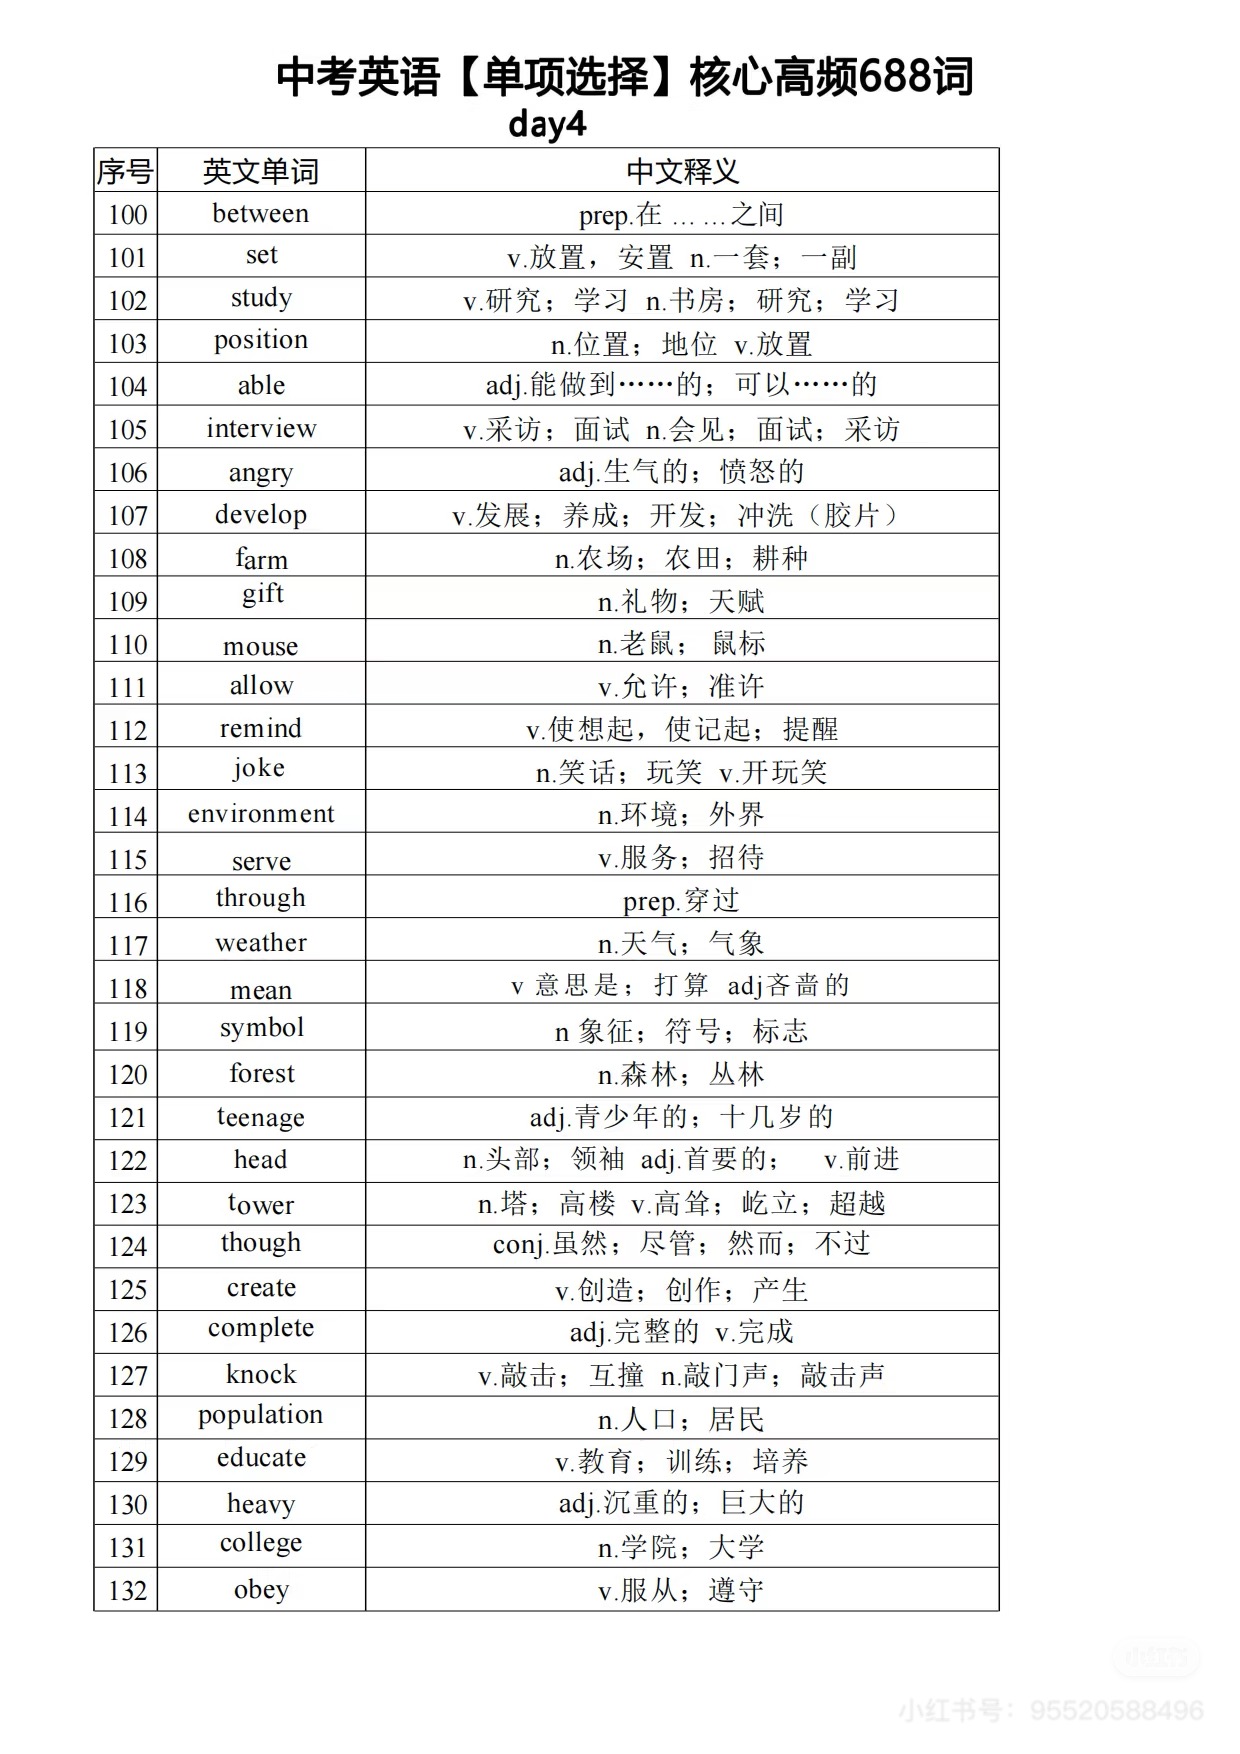 中考英语【单项选择】核心高频688词
day4
序号 英文单词 中文释义
100 between prep.在 … …之间
101 set v.放置，安置 n.一套；一副
102 study v.研究；学习 n.书房；研究；学习
103 position n.位置；地位 v.放置
104 able adj.能做到……的；可以……的
105 interview v.采访；面试 n.会见；面试；采访
106 angry adj.生气的；愤怒的
107 develop v.发展；养成；开发；冲洗（胶片）
108 farm n.农场；农田；耕种
109 gift n.礼物；天赋
110 mouse n.老鼠； 鼠标
111 allow v.允许；准许
112 remind v.使想起，使记起；提醒
113 joke n.笑话；玩笑 v.开玩笑
114 environment n.环境；外界
115 serve v.服务；招待
116 through prep.穿过
117 weather n.天气；气象
118 mean v 意思是；打算 adj吝啬的
119 symbol n 象征；符号；标志
120 forest n.森林；丛林
121 teenage adj.青少年的；十几岁的
122 head n.头部；领袖 adj.首要的； v.前进
123 tower n.塔；高楼 v.高耸；屹立；超越
124 though conj.虽然；尽管；然而；不过
125 create v.创造；创作；产生
126 complete adj.完整的 v.完成
127 knock v.敲击；互撞 n.敲门声；敲击声
128 population n.人口；居民
129 educate v.教育；训练；培养
130 heavy adj.沉重的；巨大的
131 college n.学院；大学
132 obey v.服从；遵守
小红书
小红书号：95520588496